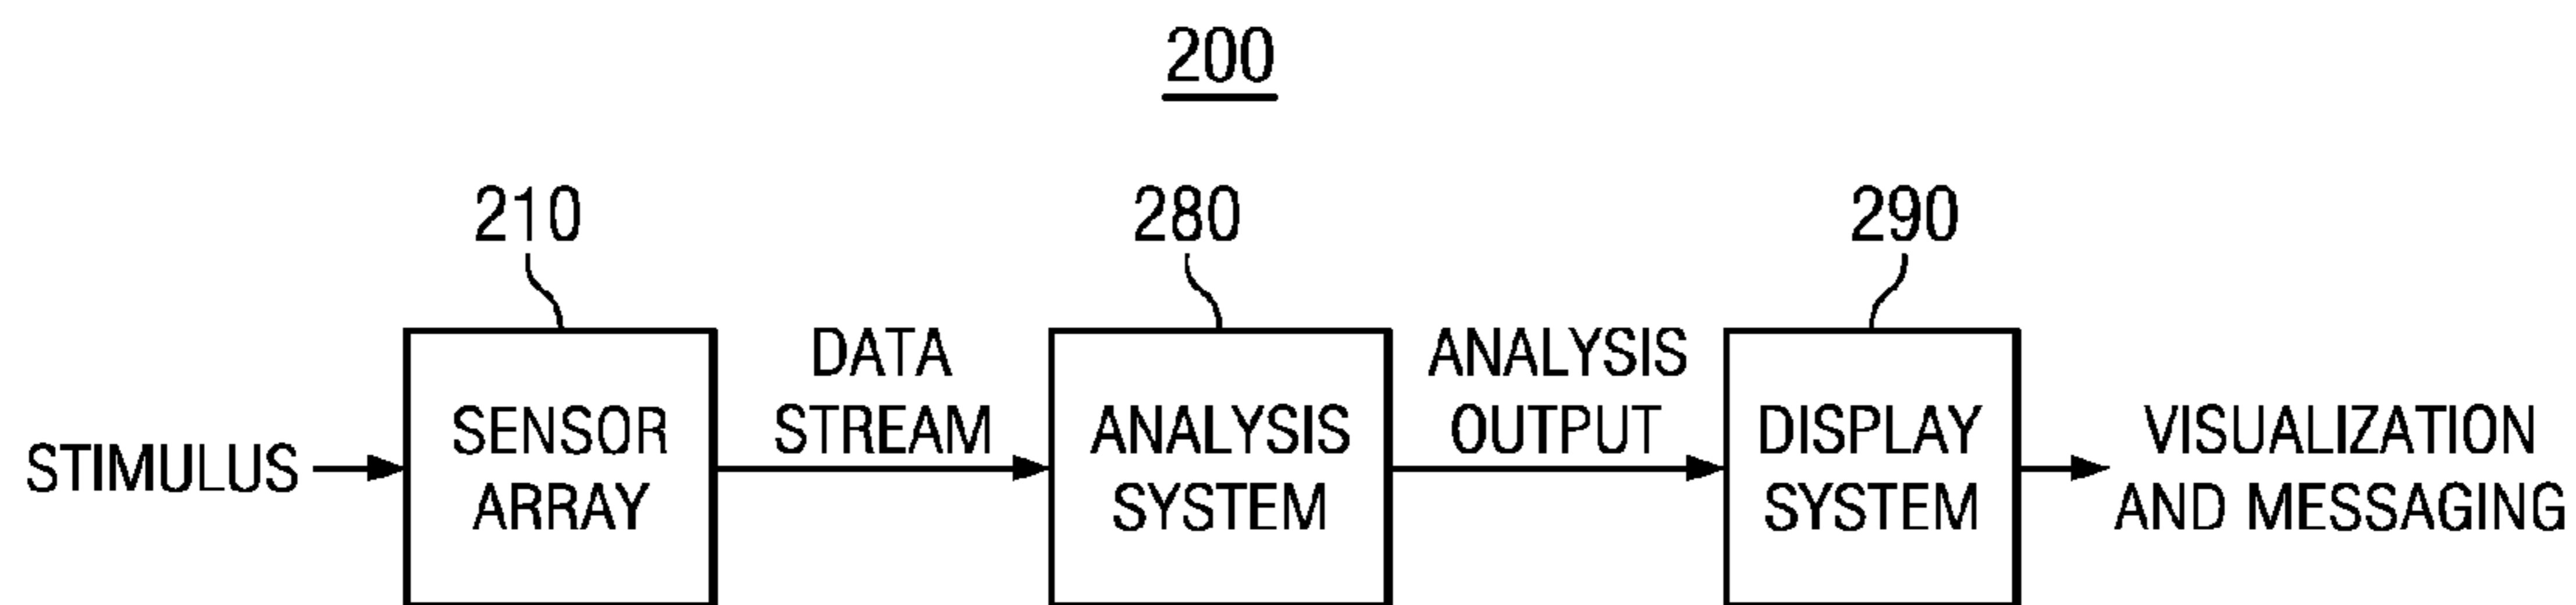 200
210
280
290
STIMULUS
SENSOR
ARRAY
DATA
STREAM
ANALYSIS
SYSTEM
ANALYSIS
OUTPUT
DISPLAY
SYSTEM
VISUALIZATION
AND MESSAGING